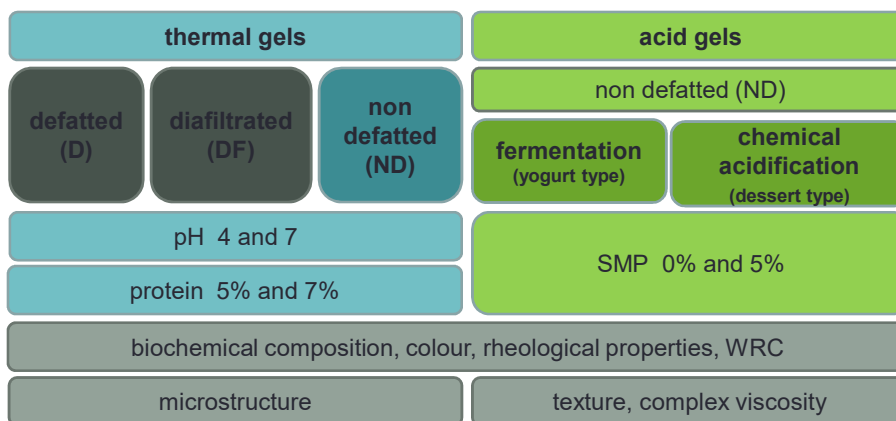 thermal gels
acid gels
defatted
(D)
diafiltrated
(DF)
non
defatted
(ND)
non defatted (ND)
fermentation
(yogurt type)
chemical
acidification
(dessert type)
pH 4 and 7
protein 5% and 7%
SMP 0% and 5%
biochemical composition, colour, rheological properties, WRC
microstructure
texture, complex viscosity